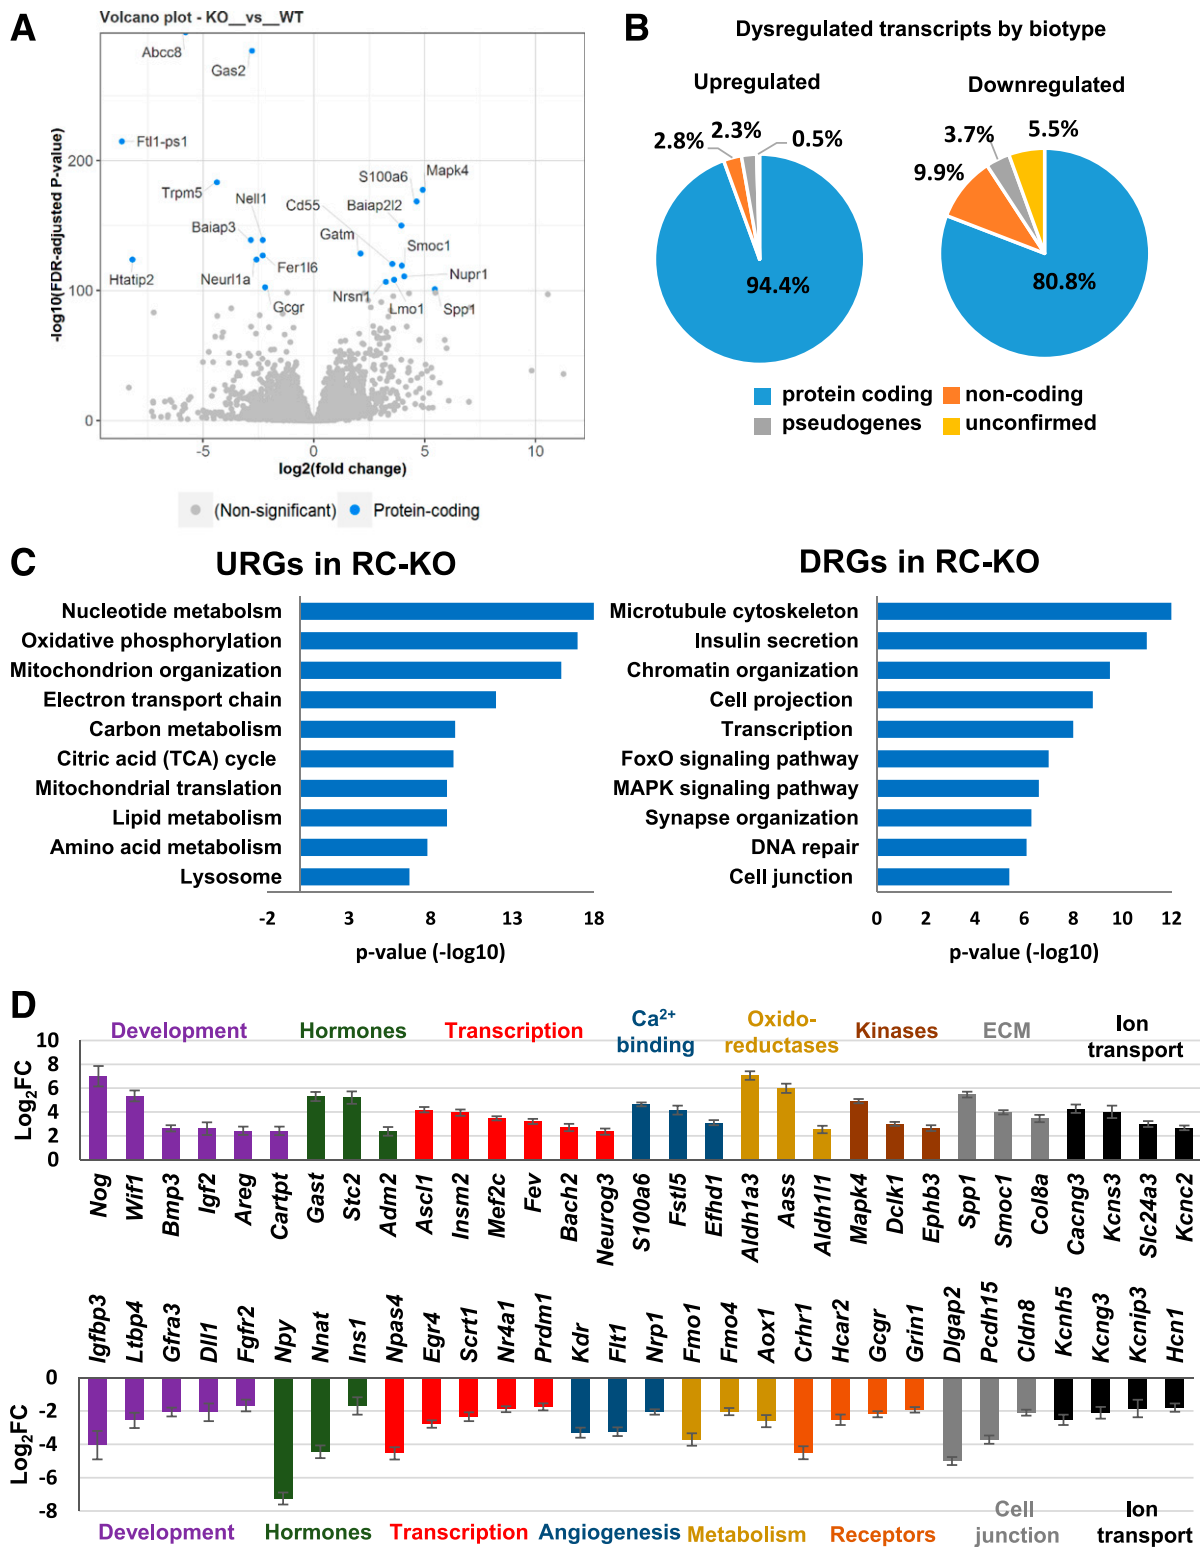 A
Volcano plot - KO__vs__WT
Abcc8
Gas2
Ftl1-ps1
Trpm5
Nell1
Baiap3
Htatip2
Neurl1a
Fer1l6
Gcgr
Cd55
Gatm
S100a6
Mapk4
Baiap2l2
Smoc1
Nupr1
Nrsn1
Lmo1
Spp1
-log10(FDR-adjusted P-value)
200
100
0
-5
0
5
10
log2(fold change)
(Non-significant)
Protein-coding
B
Dysregulated transcripts by biotype
Upregulated
2.8%
2.3%
0.5%
94.4%
Downregulated
9.9%
3.7%
5.5%
80.8%
protein coding
non-coding
pseudogenes
unconfirmed
C
URGs in RC-KO
Nucleotide metabolsm
Oxidative phosphorylation
Mitochondrion organization
Electron transport chain
Carbon metabolism
Citric acid (TCA) cycle
Mitochondrial translation
Lipid metabolism
Amino acid metabolism
Lysosome
-2
3
8
13
18
p-value (-log10)
DRGs in RC-KO
Microtubule cytoskeleton
Insulin secretion
Chromatin organization
Cell projection
Transcription
FoxO signaling pathway
MAPK signaling pathway
Synapse organization
DNA repair
Cell junction
0
2
4
6
8
10
12
p-value (-log10)
D
Development
Hormones
Transcription
Ca2+
binding
Oxido-
reductases
Kinases
ECM
Ion
transport
Log2FC
10
8
6
4
2
0
Nog
Wif1
Bmp3
Igf2
Areg
Cartpt
Gast
Stc2
Adm2
Ascl1
Insm2
Mef2c
Fev
Bach2
Neurog3
S100a6
Fstl5
Efhd1
Aldh1a3
Aass
Aldh1l1
Mapk4
Dclk1
Ephb3
Spp1
Smoc1
Col8a
Cacng3
Kcns3
Slc24a3
Kcnc2
Igfbp3
Ltbp4
Gfra3
Dll1
Fgfr2
Npy
Nnat
Ins1
Npas4
Egr4
Scrt1
Nr4a1
Prdm1
Kdr
Flt1
Nrp1
Fmo1
Fmo4
Aox1
Crhr1
Hcar2
Gcgr
Grin1
Dlgap2
Pcdh15
Cldn8
Kcnh5
Kcng3
Kcnip3
Hcn1
Log2FC
0
-2
-4
-6
-8
Development
Hormones
Transcription
Angiogenesis
Metabolism
Receptors
Cell
junction
Ion
transport